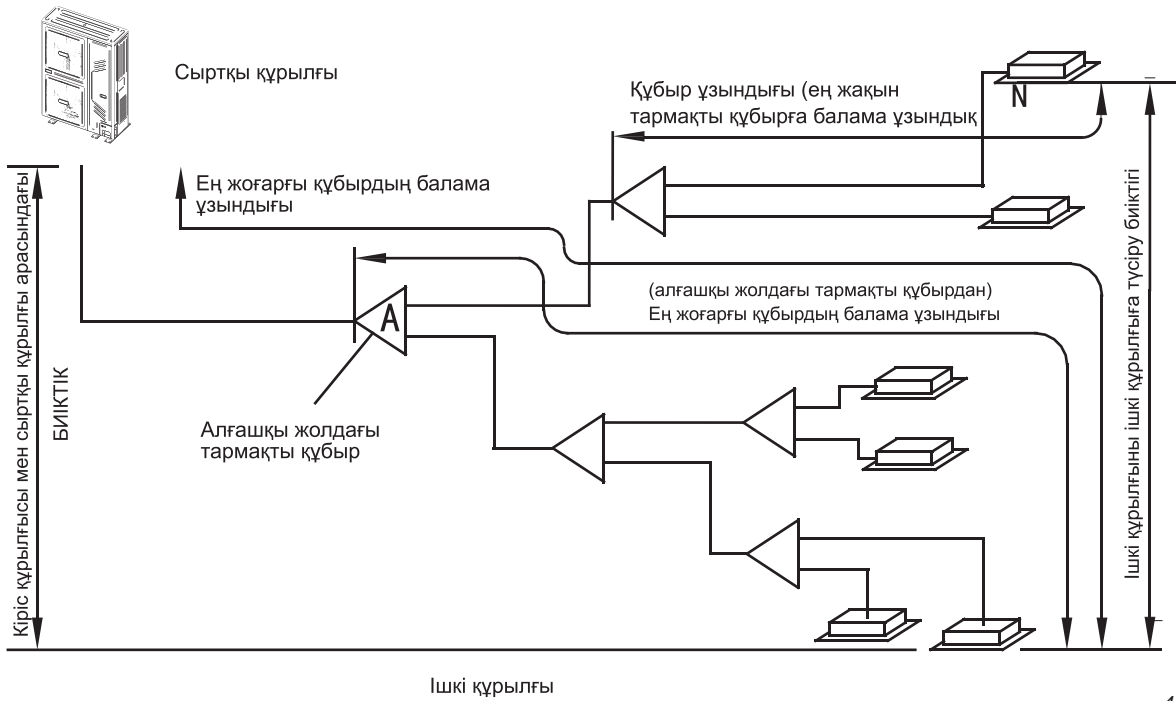 Сыртқы құрылғы
Құбыр ұзындығы (ең жақын
тармақты құбырға балама ұзындық
N
Ең жоғарғы құбырдың балама
ұзындығы
(алғашқы жолдағы тармақты құбырдан)
Ең жоғарғы құбырдың балама ұзындығы
A
Алғашқы жолдағы
тармақты құбыр
Кіріс құрылғысы мен сыртқы құрылғы арасындағы
БИІКТІК
Ішкі құрылғыны ішкі құрылғыға түсіру биіктігі
Ішкі құрылғы